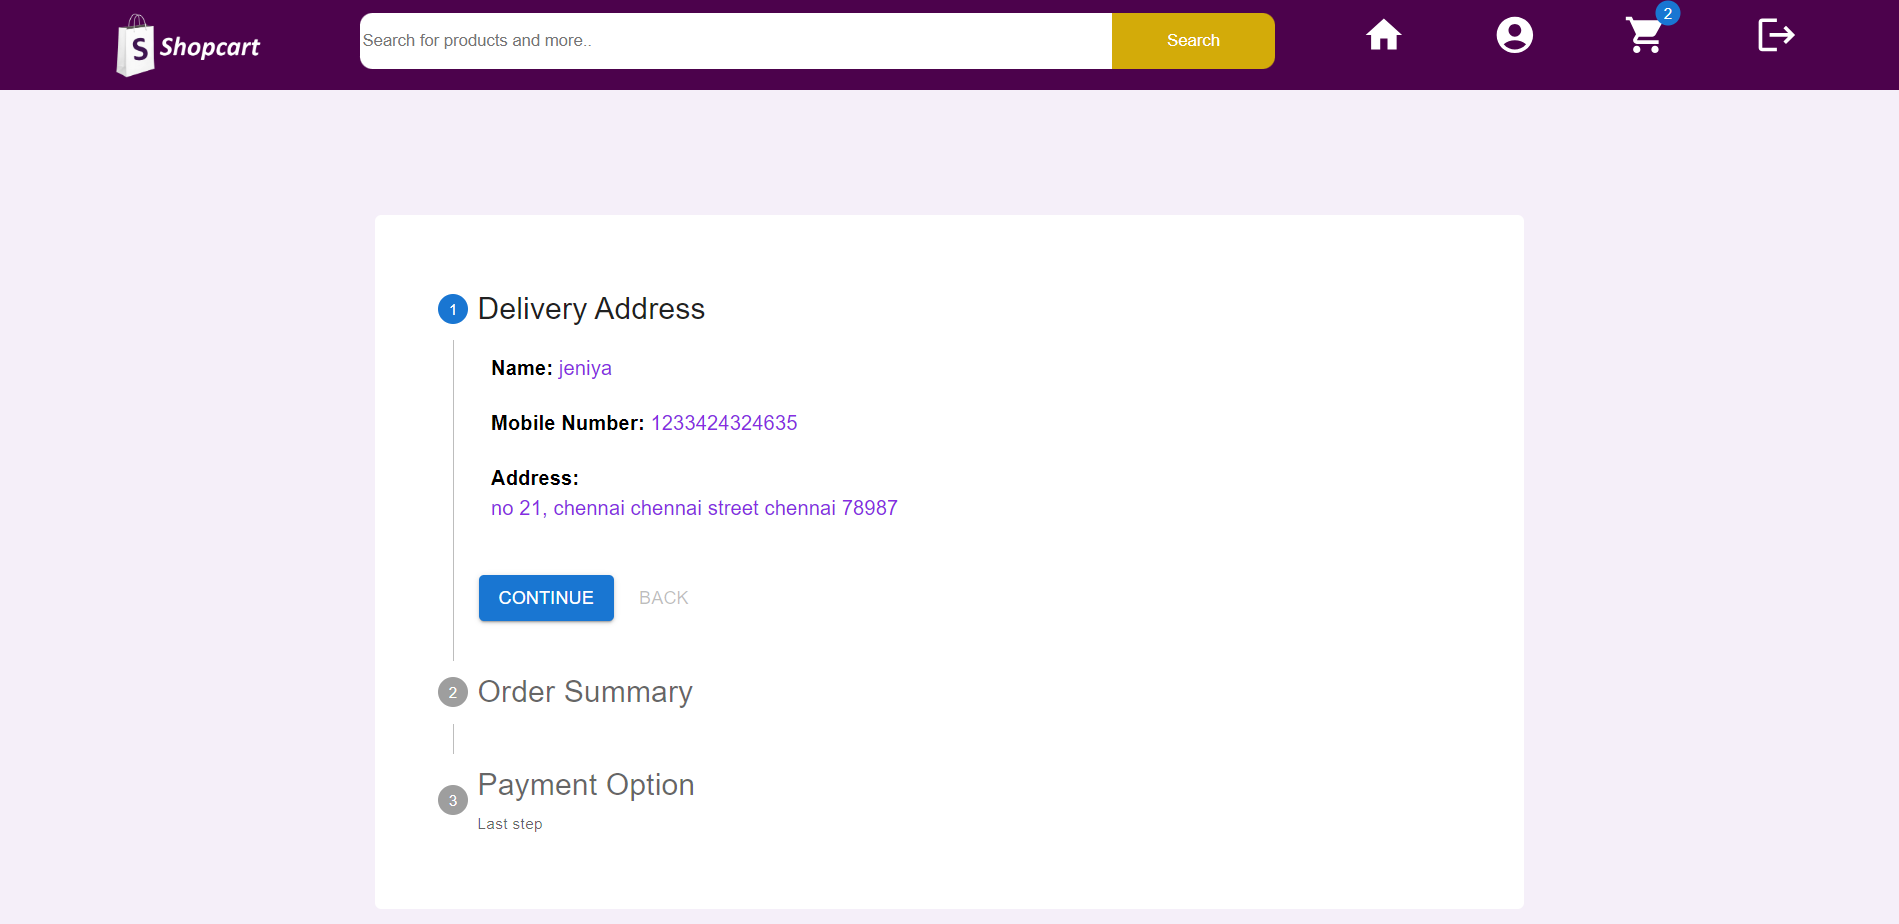 S Shopcart
Search for products and more..
Search
2
1 Delivery Address
Name: jeniya
Mobile Number: 1233424324635
Address:
no 21, chennai chennai street chennai 78987
CONTINUE BACK
2 Order Summary
3 Payment Option
Last step